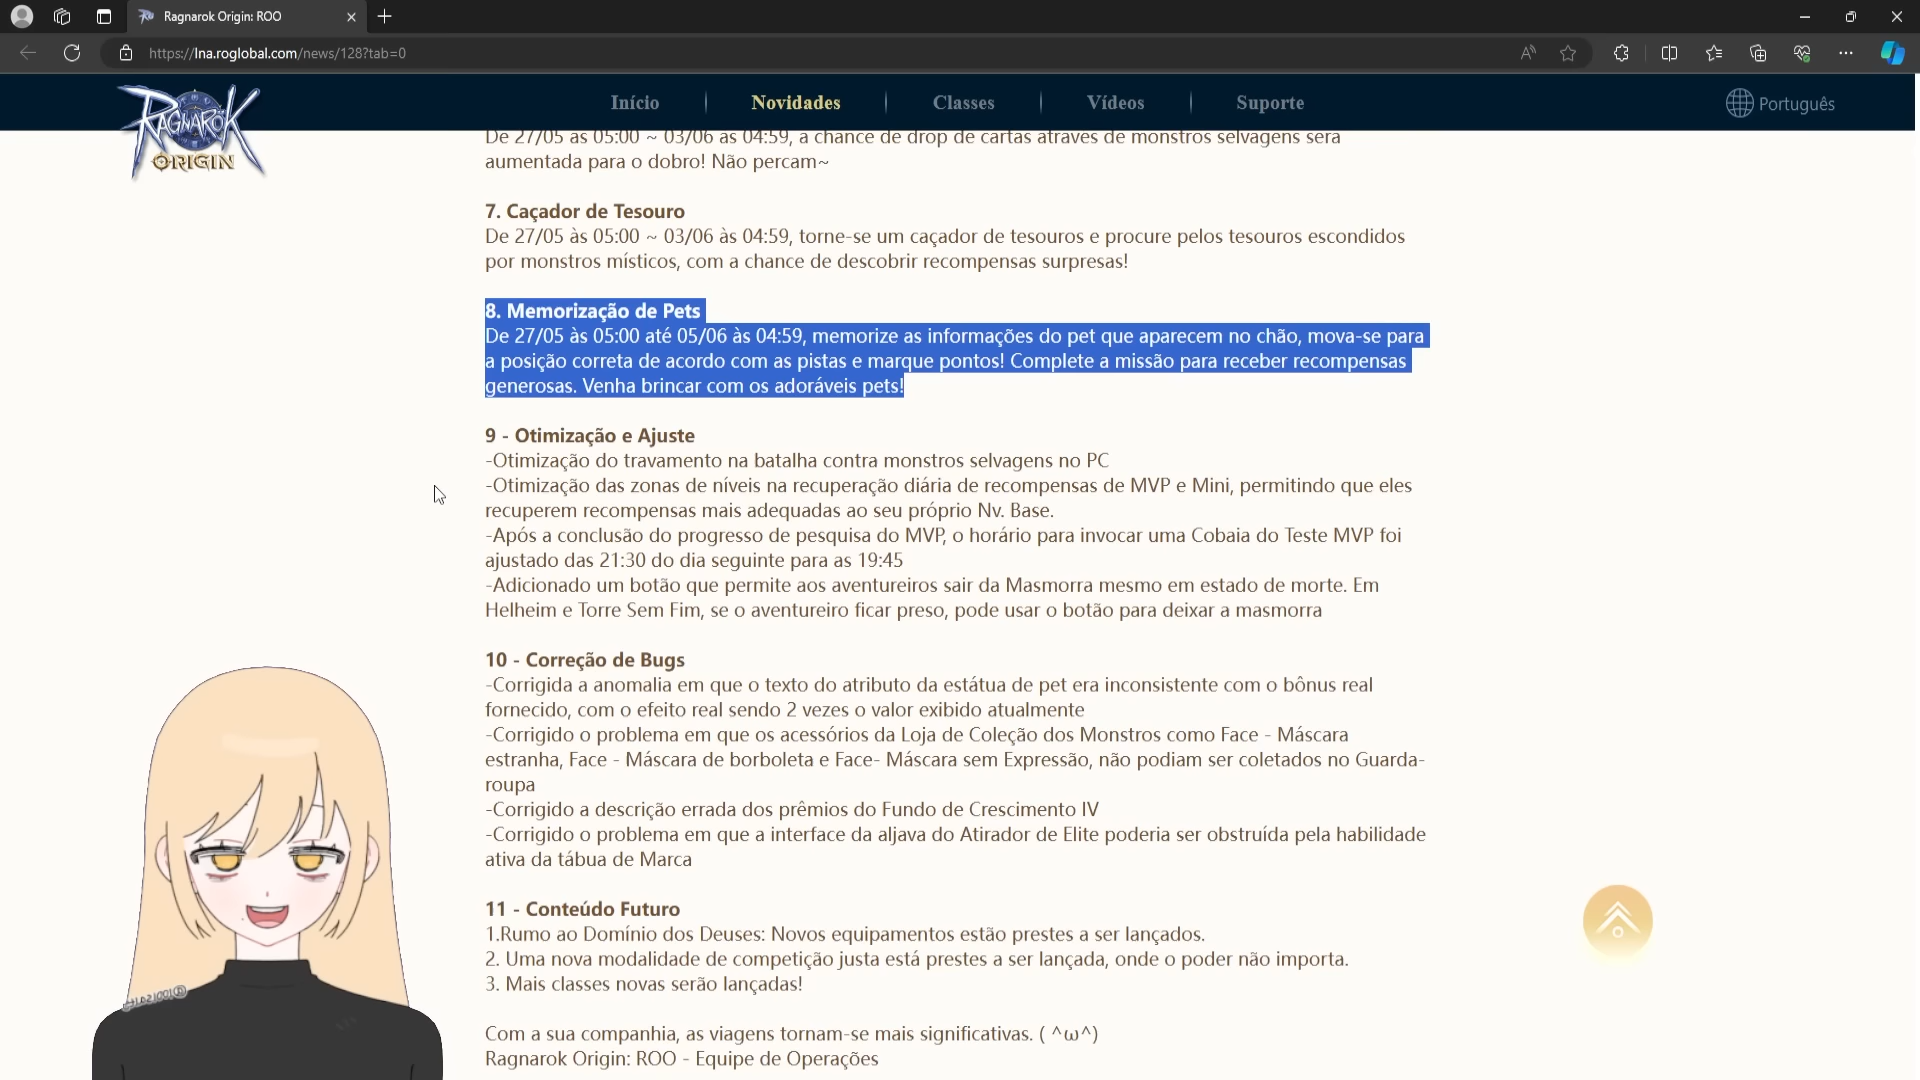 Ragnarok Origin: ROO
https://lna.roglobal.com/news/128?tab=0
RAGNAROK
ORIGIN
Início
Novidades
Classes
Vídeos
Suporte
Português
De 27/05 às 05:00 ~ 03/06 às 04:59, a chance de drop de cartas através de monstros selvagens será
aumentada para o dobro! Não percam~
7. Caçador de Tesouro
De 27/05 às 05:00 ~ 03/06 às 04:59, torne-se um caçador de tesouros e procure pelos tesouros escondidos
por monstros místicos, com a chance de descobrir recompensas surpresas!
8. Memorização de Pets
De 27/05 às 05:00 até 05/06 às 04:59, memorize as informações do pet que aparecem no chão, mova-se para
a posição correta de acordo com as pistas e marque pontos! Complete a missão para receber recompensas
generosas. Venha brincar com os adoráveis pets!
9 - Otimização e Ajuste
-Otimização do travamento na batalha contra monstros selvagens no PC
-Otimização das zonas de níveis na recuperação diária de recompensas de MVP e Mini, permitindo que eles
recuperem recompensas mais adequadas ao seu próprio Nv. Base.
-Após a conclusão do progresso de pesquisa do MVP, o horário para invocar uma Cobaia do Teste MVP foi
ajustado das 21:30 do dia seguinte para as 19:45
-Adicionado um botão que permite aos aventureiros sair da Masmorra mesmo em estado de morte. Em
Helheim e Torre Sem Fim, se o aventureiro ficar preso, pode usar o botão para deixar a masmorra
10 - Correção de Bugs
-Corrigida a anomalia em que o texto do atributo da estátua de pet era inconsistente com o bônus real
fornecido, com o efeito real sendo 2 vezes o valor exibido atualmente
-Corrigido o problema em que os acessórios da Loja de Coleção dos Monstros como Face - Máscara
estranha, Face - Máscara de borboleta e Face- Máscara sem Expressão, não podiam ser coletados no Guarda-
roupa
-Corrigido a descrição errada dos prêmios do Fundo de Crescimento IV
-Corrigido o problema em que a interface da aljava do Atirador de Elite poderia ser obstruída pela habilidade
ativa da tábua de Marca
11 - Conteúdo Futuro
1.Rumo ao Domínio dos Deuses: Novos equipamentos estão prestes a ser lançados.
2. Uma nova modalidade de competição justa está prestes a ser lançada, onde o poder não importa.
3. Mais classes novas serão lançadas!
Com a sua companhia, as viagens tornam-se mais significativas. ( ^ω^)
Ragnarok Origin: ROO - Equipe de Operações